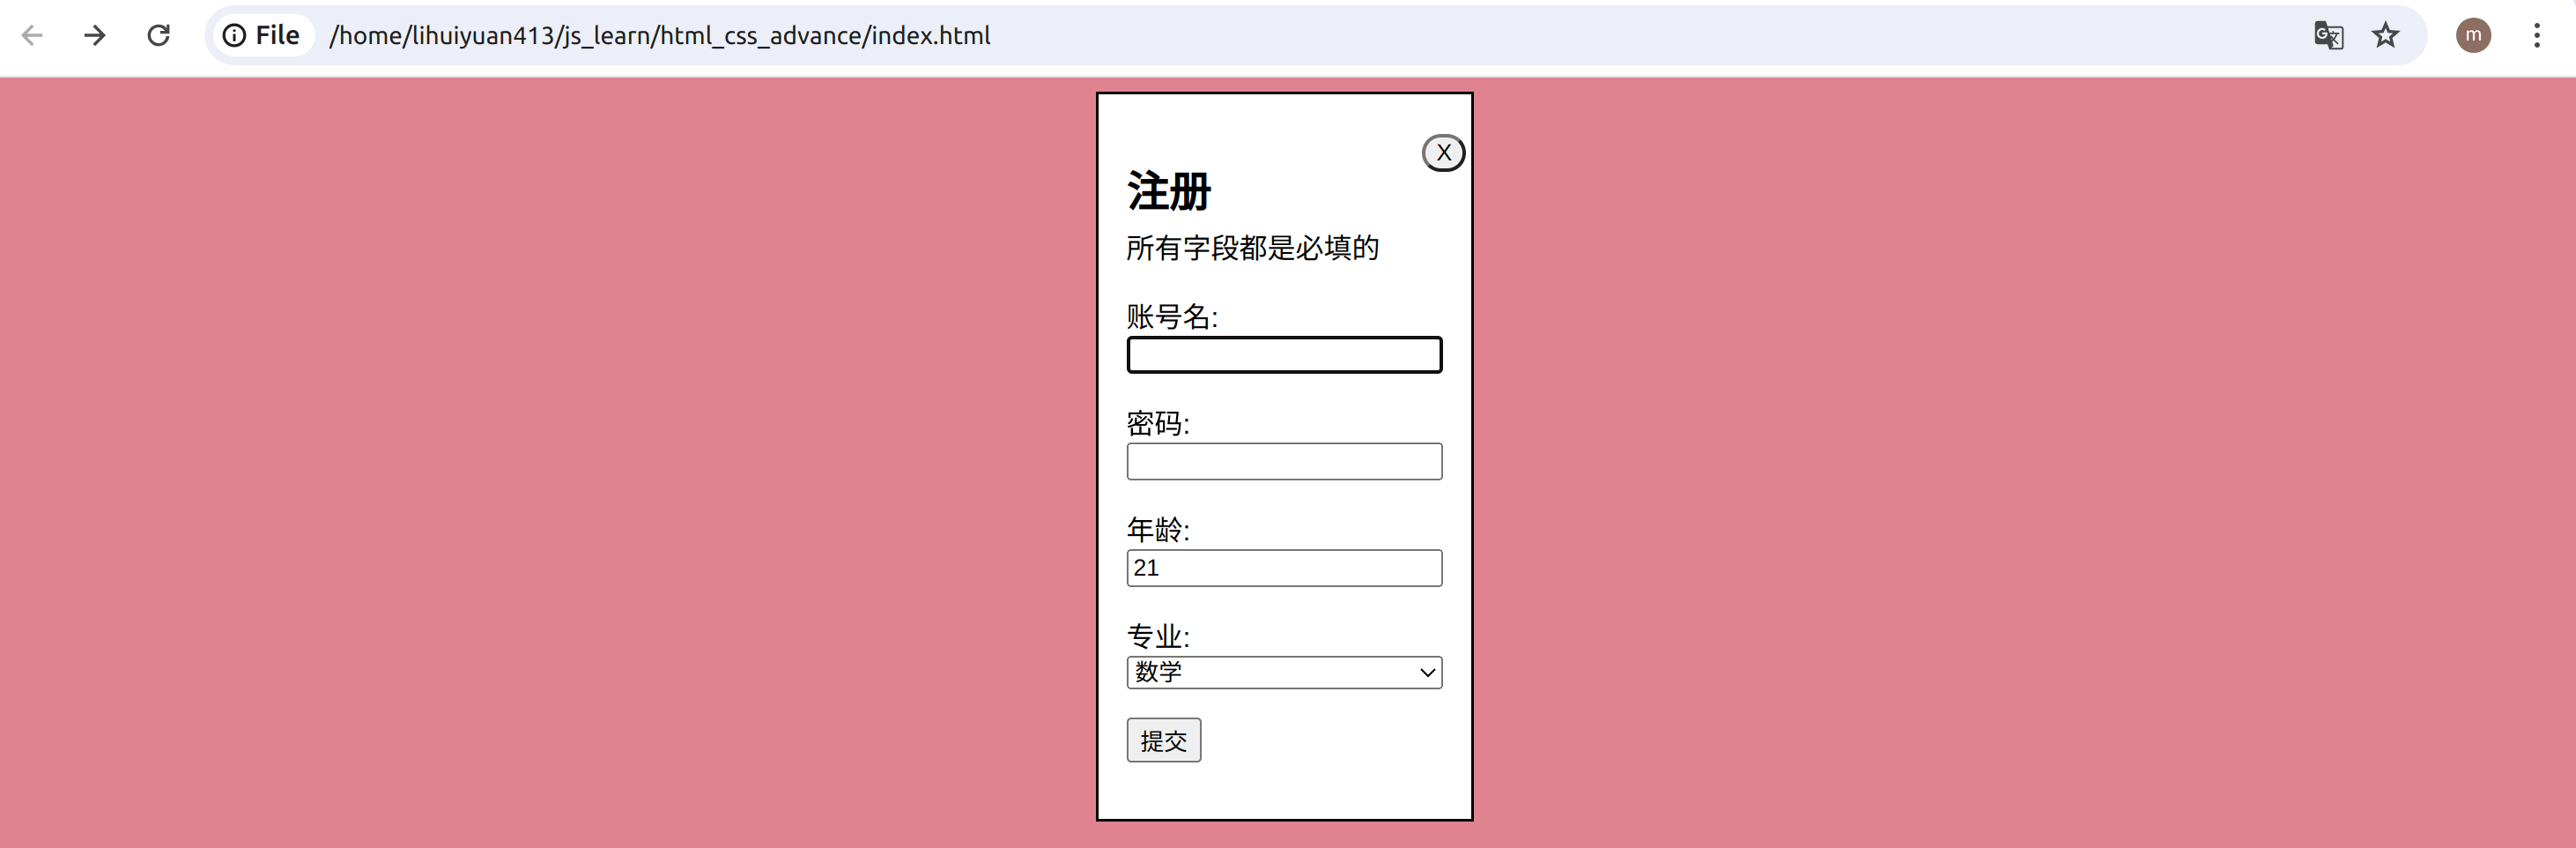 File /home/lihuiyuan413/js_learn/html_css_advance/index.html
m
X
注册
所有字段都是必填的
账号名:
密码:
年龄:
21
专业:
数学
提交